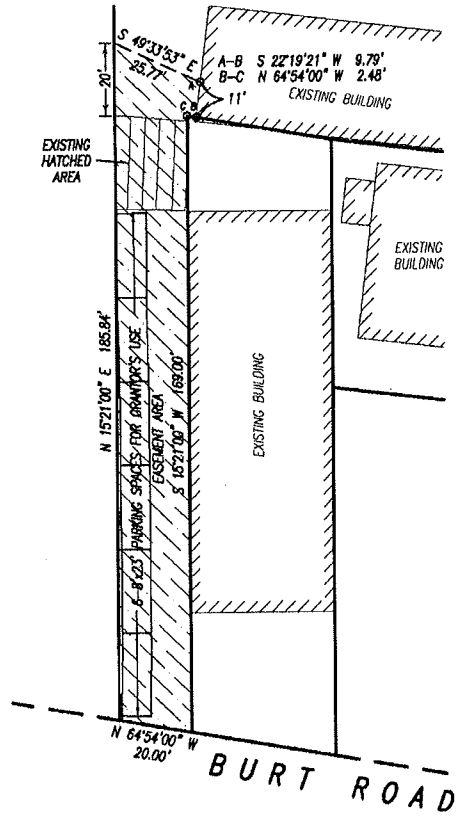 S 49°33'53" E
25.77'
A-B S 22°19'21" W 9.79'
B-C N 64°54'00" W 2.48'
20'
A
C B
11'
EXISTING BUILDING
EXISTING
HATCHED
AREA
EXISTING
BUILDING
N 15°21'00" E 185.84'
6-8'x23' PARKING SPACES FOR GRANTOR'S USE
EASEMENT AREA
S 15°21'00" W 169.00'
EXISTING BUILDING
N 64°54'00" W
20.00'
BURT ROAD